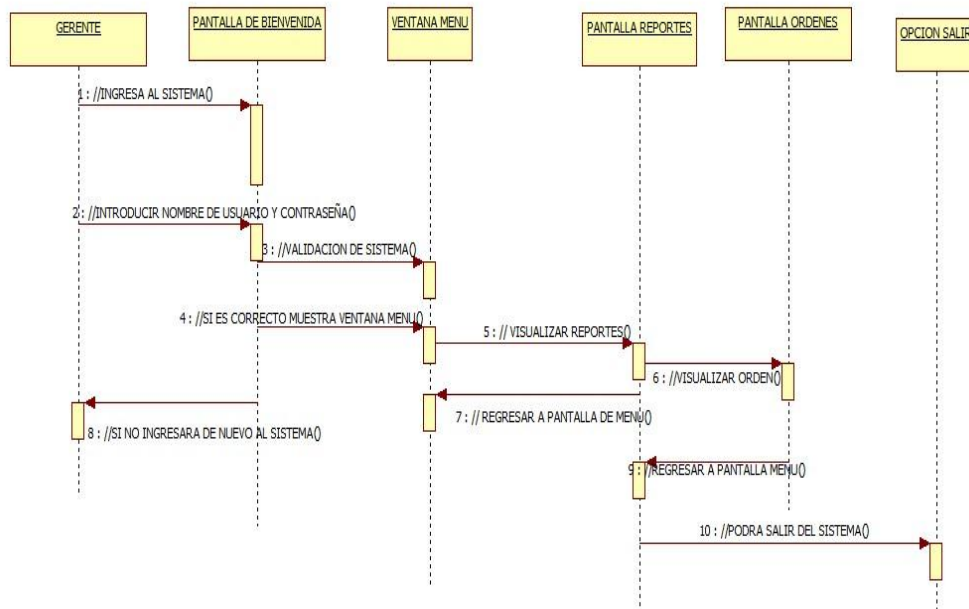 GERENTE
PANTALLA DE BIENVENIDA
VENTANA MENU
PANTALLA REPORTES
PANTALLA ORDENES
OPCION SALIR
1 : //INGRESA AL SISTEMA()
2 : //INTRODUCIR NOMBRE DE USUARIO Y CONTRASEÑA()
3 : //VALIDACION DE SISTEMA()
4 : //SI ES CORRECTO MUESTRA VENTANA MENU()
5 : // VISUALIZAR REPORTES()
6 : //VISUALIZAR ORDEN()
7 : // REGRESAR A PANTALLA DE MENU()
8 : //SI NO INGRESARA DE NUEVO AL SISTEMA()
9 : //REGRESAR A PANTALLA MENU()
10 : //PODRA SALIR DEL SISTEMA()